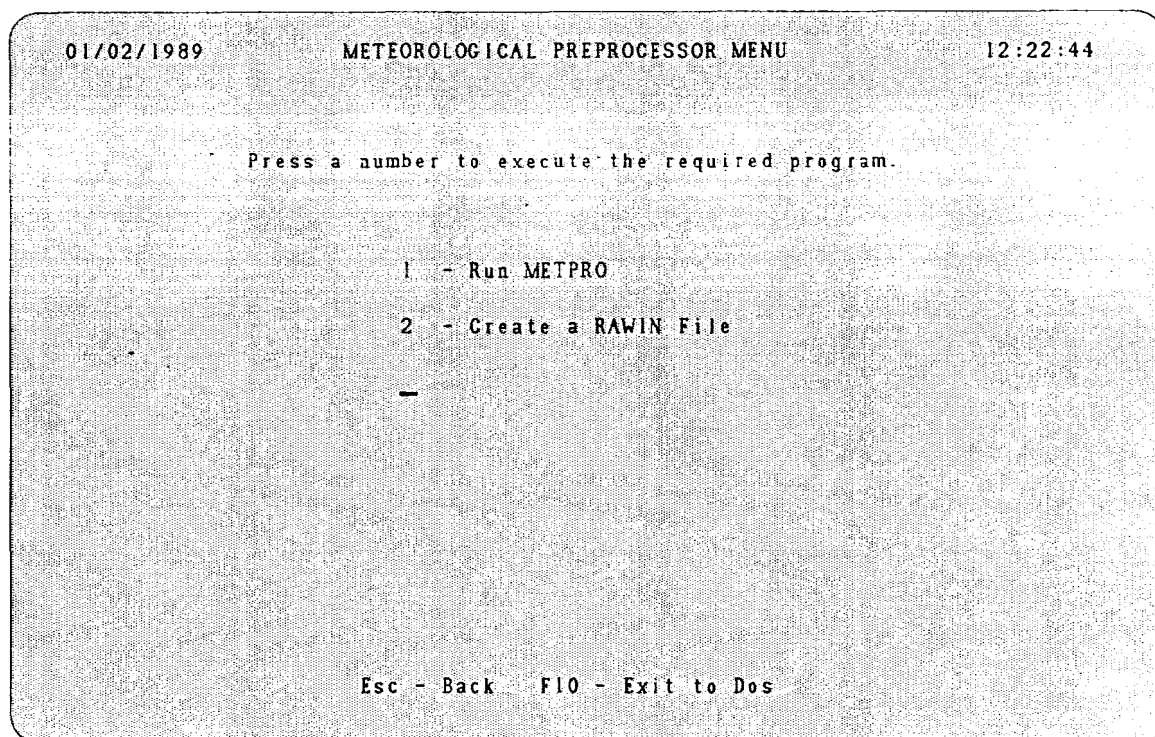 01/02/1989 METEOROLOGICAL PREPROCESSOR MENU 12:22:44
Press a number to execute the required program.
1 - Run METPRO
2 - Create a RAWIN File
Esc - Back F10 - Exit to Dos